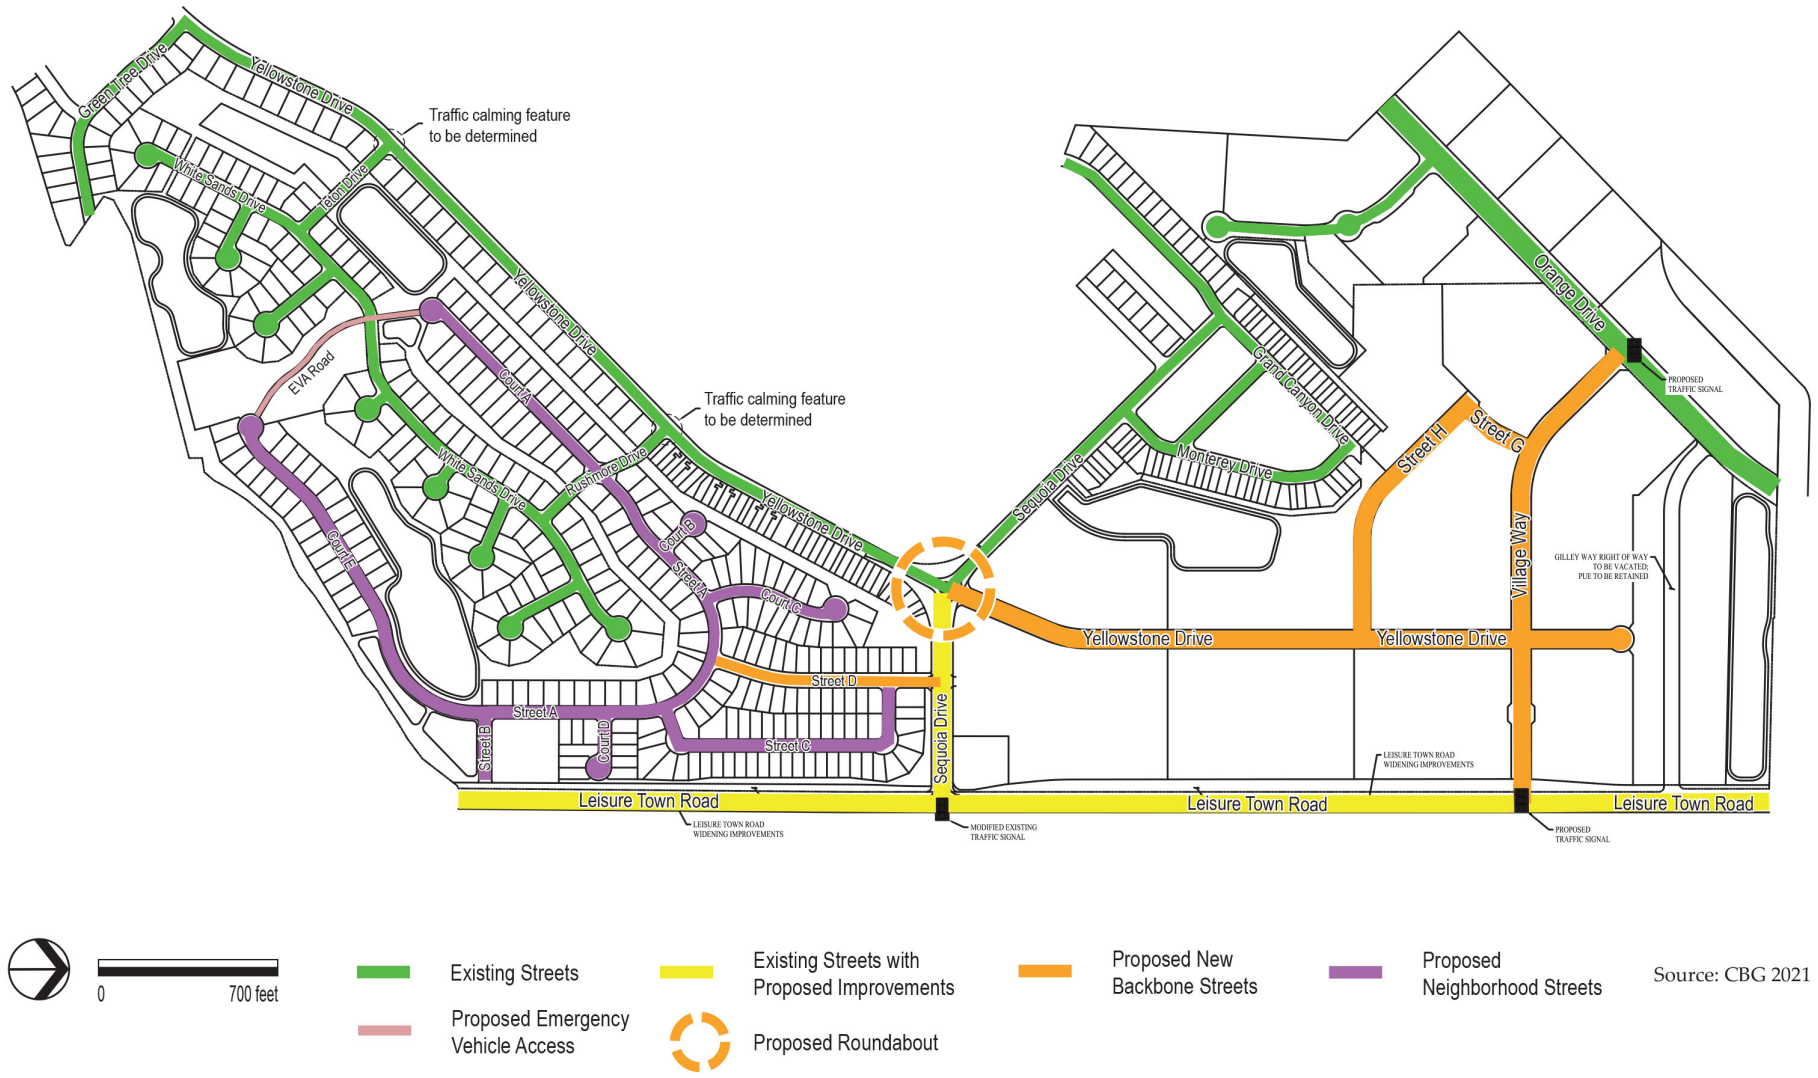 Green Tree Drive
Yellowstone Drive
Traffic calming feature
to be determined
White Sands Drive
Teton Drive
Yellowstone Drive
EVA Road
Court A
Traffic calming feature
to be determined
White Sands Drive
Rushmore Drive
Yellowstone Drive
Court E
Court B
Street A
Court C
Street D
Street A
Street B
Court D
Street C
Sequoia Drive
Sequoia Drive
Monterey Drive
Grand Canyon Drive
Orange Drive
PROPOSED
TRAFFIC SIGNAL
Street H
Street G
Village Way
GILLEY WAY RIGHT OF WAY
TO BE VACATED;
PUE TO BE RETAINED
Yellowstone Drive
Yellowstone Drive
LEISURE TOWN ROAD
WIDENING IMPROVEMENTS
Leisure Town Road
Leisure Town Road
Leisure Town Road
LEISURE TOWN ROAD
WIDENING IMPROVEMENTS
MODIFIED EXISTING
TRAFFIC SIGNAL
PROPOSED
TRAFFIC SIGNAL
0
700 feet
Existing Streets
Existing Streets with
Proposed Improvements
Proposed New
Backbone Streets
Proposed
Neighborhood Streets
Source: CBG 2021
Proposed Emergency
Vehicle Access
Proposed Roundabout